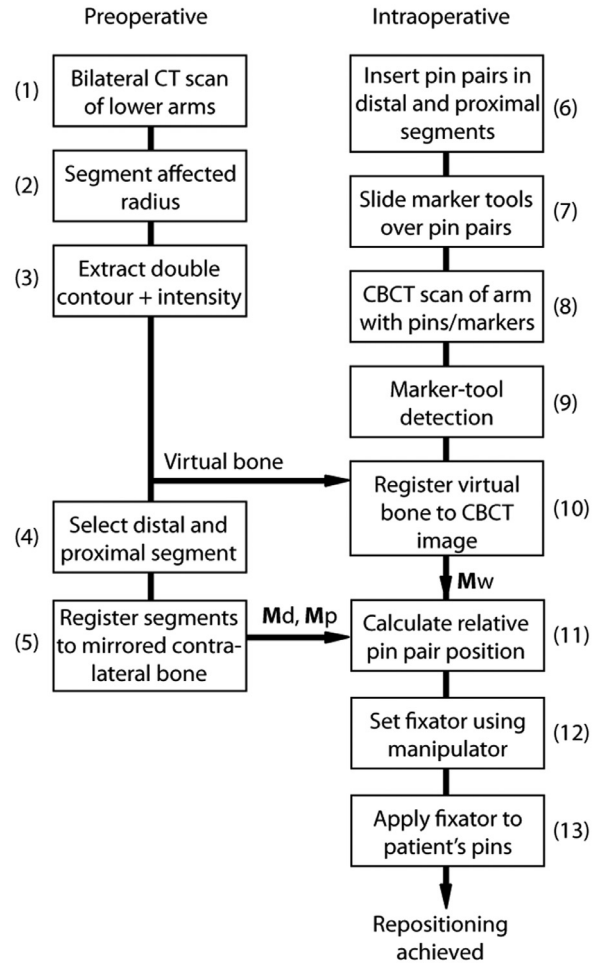 Preoperative
(1)
Bilateral CT scan
of lower arms
(2)
Segment affected
radius
(3)
Extract double
contour + intensity
Virtual bone
(4)
Select distal and
proximal segment
(5)
Register segments
to mirrored contra-
lateral bone
Md, Mp
Intraoperative
Insert pin pairs in
distal and proximal
segments
(6)
Slide marker tools
over pin pairs
(7)
CBCT scan of arm
with pins/markers
(8)
Marker-tool
detection
(9)
Register virtual
bone to CBCT
image
(10)
Mw
Calculate relative
pin pair position
(11)
Set fixator using
manipulator
(12)
Apply fixator to
patient's pins
(13)
Repositioning
achieved